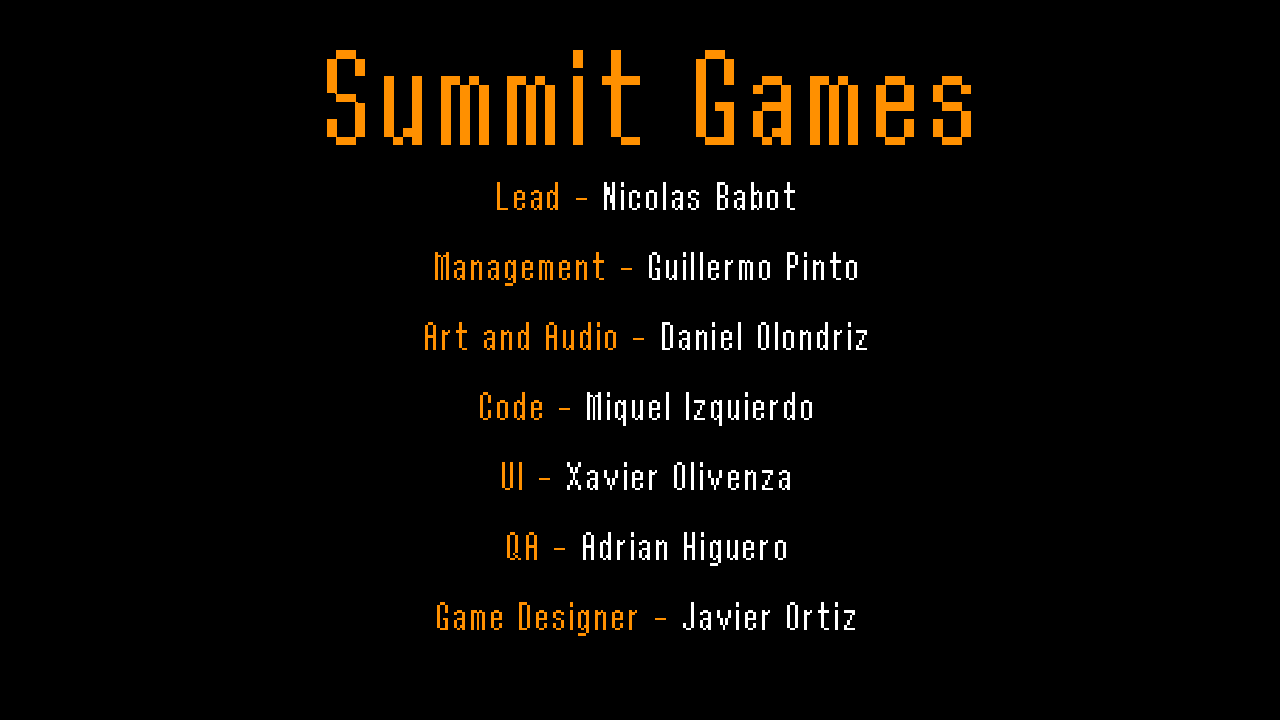 Summit Games
Lead - Nicolas Babot
Management - Guillermo Pinto
Art and Audio - Daniel Olondriz
Code - Miquel Izquierdo
UI - Xavier Olivenza
QA - Adrian Higuero
Game Designer - Javier Ortiz